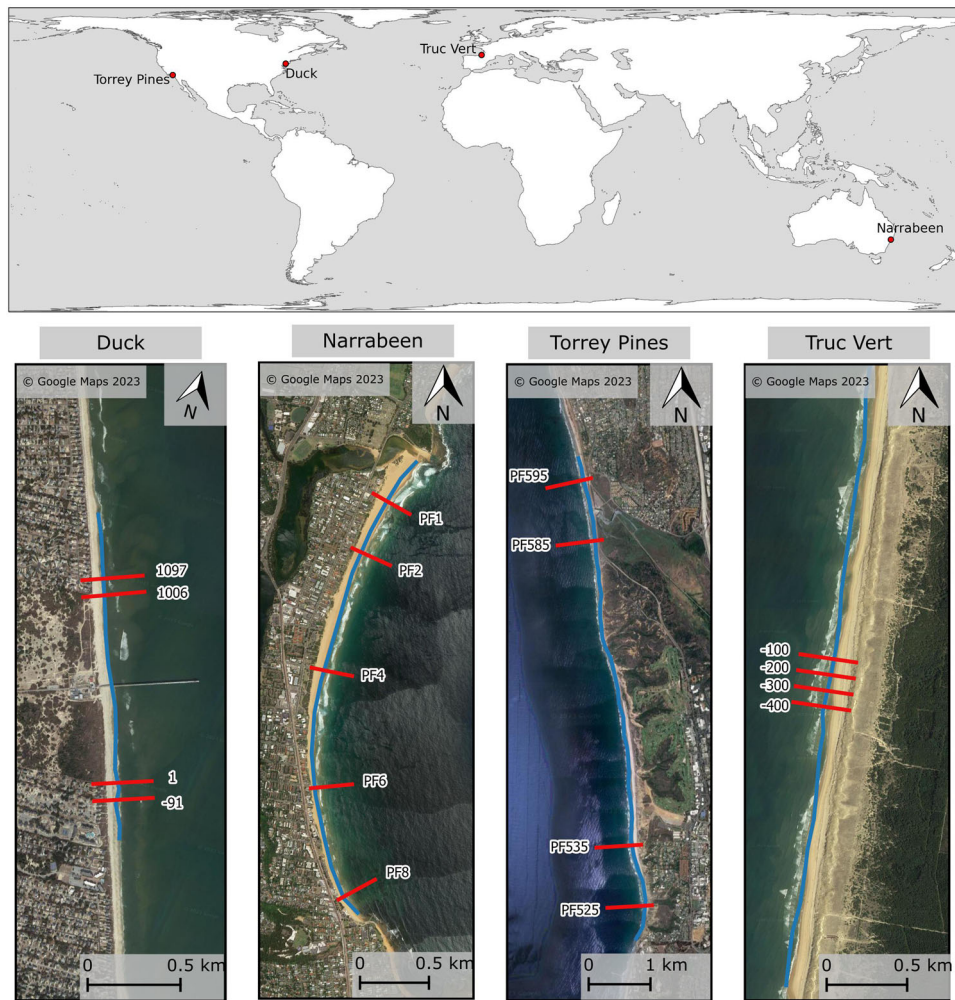 Truc Vert
Duck
Torrey Pines
Narrabeen
Duck
Narrabeen
Torrey Pines
Truc Vert
© Google Maps 2023
N
1097
1006
1
-91
0 0.5 km
© Google Maps 2023
N
PF1
PF2
PF4
PF6
PF8
0 0.5 km
© Google Maps 2023
N
PF595
PF585
PF535
PF525
0 1 km
© Google Maps 2023
N
-100
-200
-300
-400
0 0.5 km